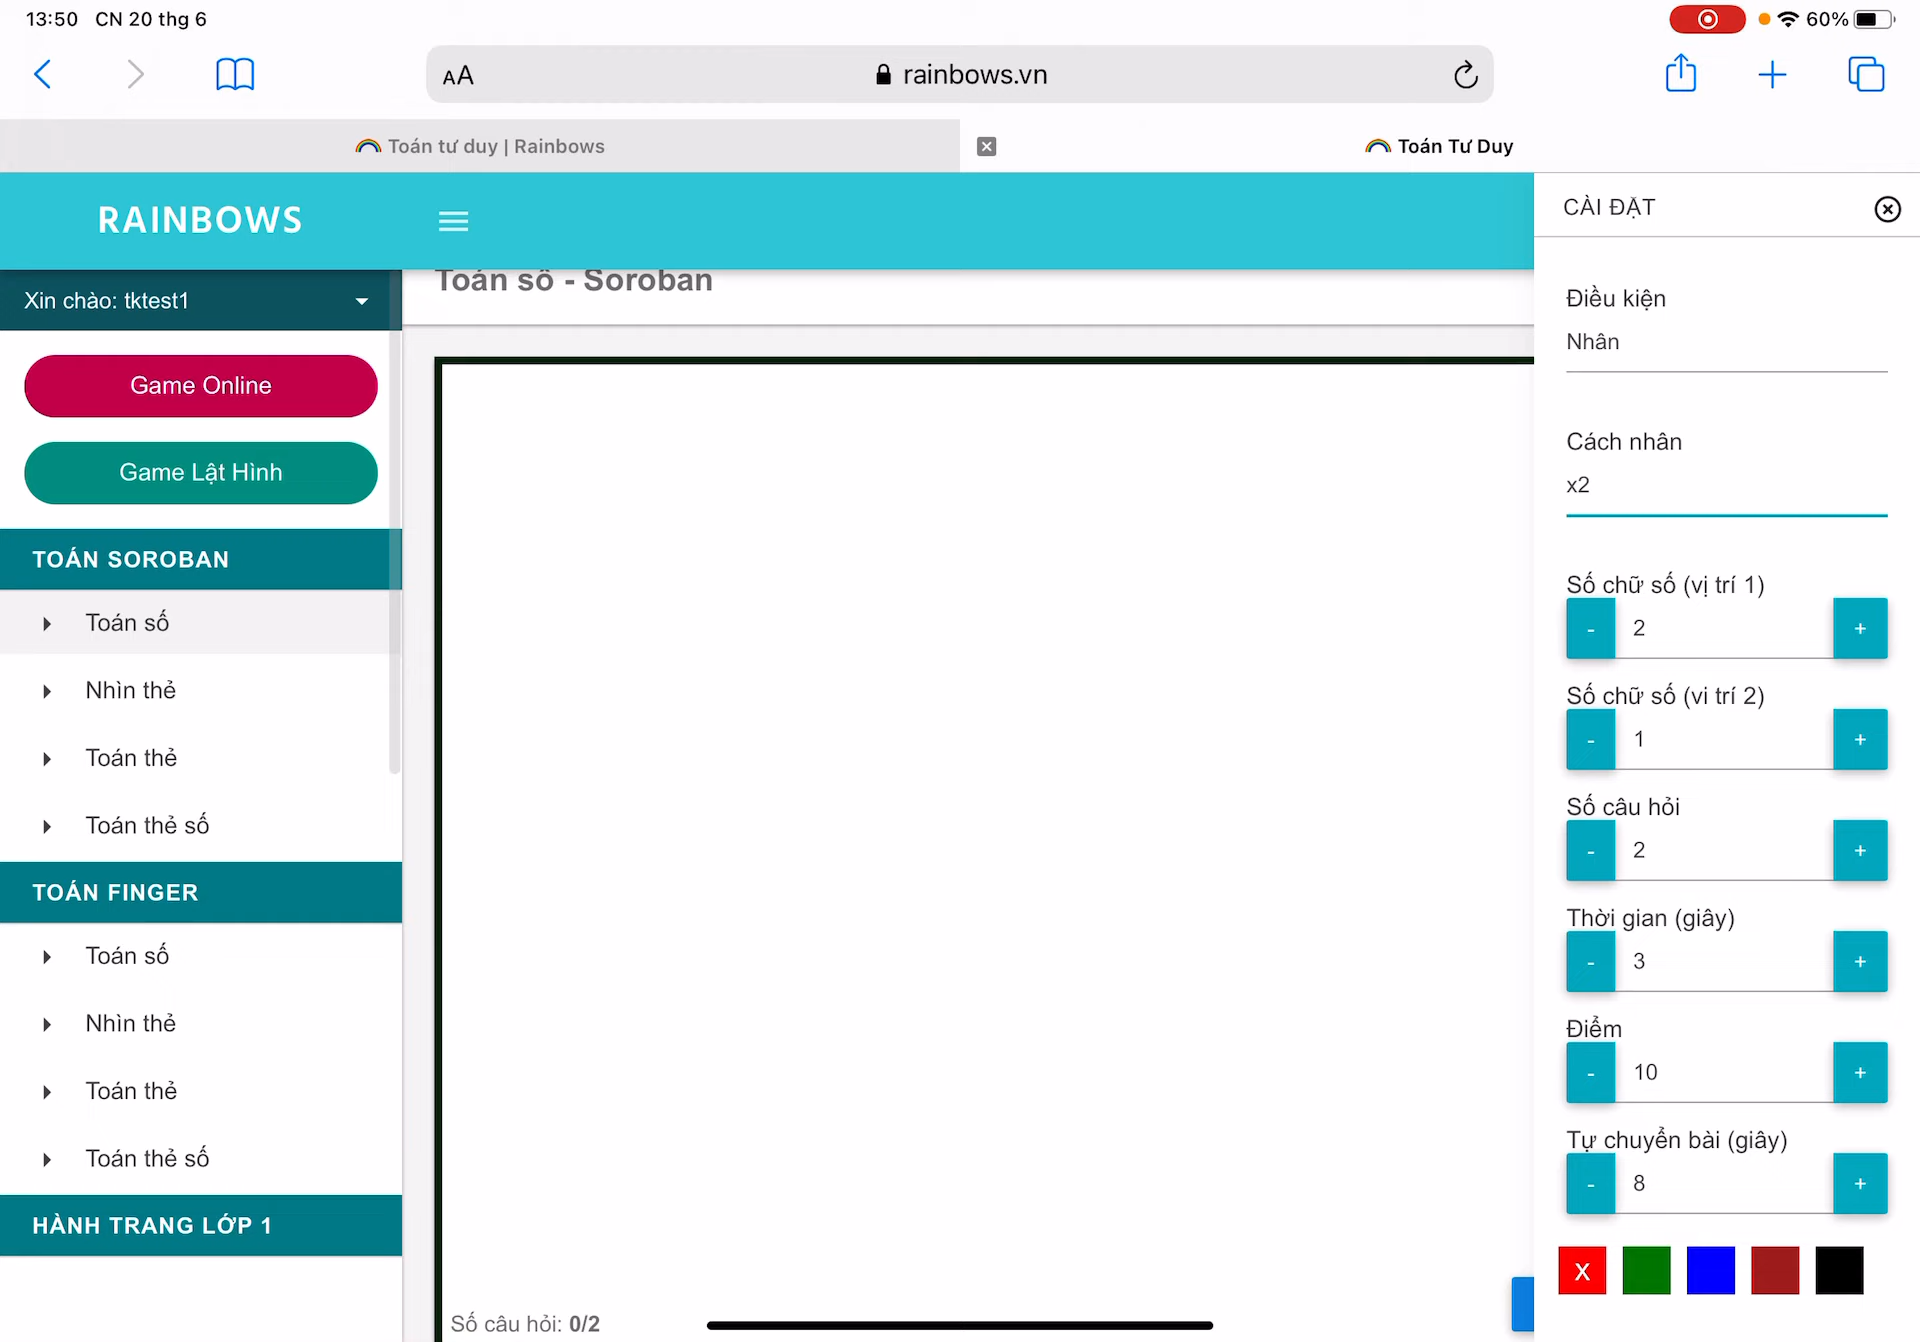 13:50 CN 20 thg 6
60%
AA rainbows.vn
Toán tư duy | Rainbows
Toán Tư Duy
RAINBOWS
Xin chào: tktest1
Game Online
Game Lật Hình
TOÁN SOROBAN
Toán số
Nhìn thẻ
Toán thẻ
Toán thẻ số
TOÁN FINGER
Toán số
Nhìn thẻ
Toán thẻ
Toán thẻ số
HÀNH TRANG LỚP 1
Toán số - Soroban
Số câu hỏi: 0/2
CÀI ĐẶT
Điều kiện
Nhân
Cách nhân
x2
Số chữ số (vị trí 1)
- 2 +
Số chữ số (vi trí 2)
- 1 +
Số câu hỏi
- 2 +
Thời gian (giây)
- 3 +
Điểm
- 10 +
Tự chuyển bài (giây)
- 8 +
X